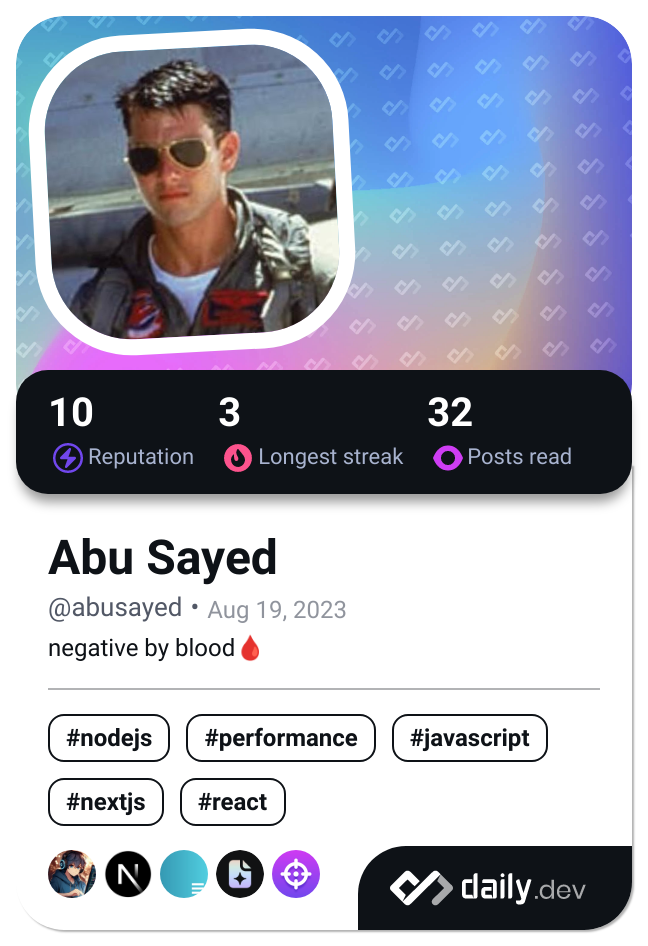 10 3 32
Reputation Longest streak Posts read
Abu Sayed
@abusayed • Aug 19, 2023
negative by blood🩸
#nodejs #performance #javascript
#nextjs #react
N
daily.dev